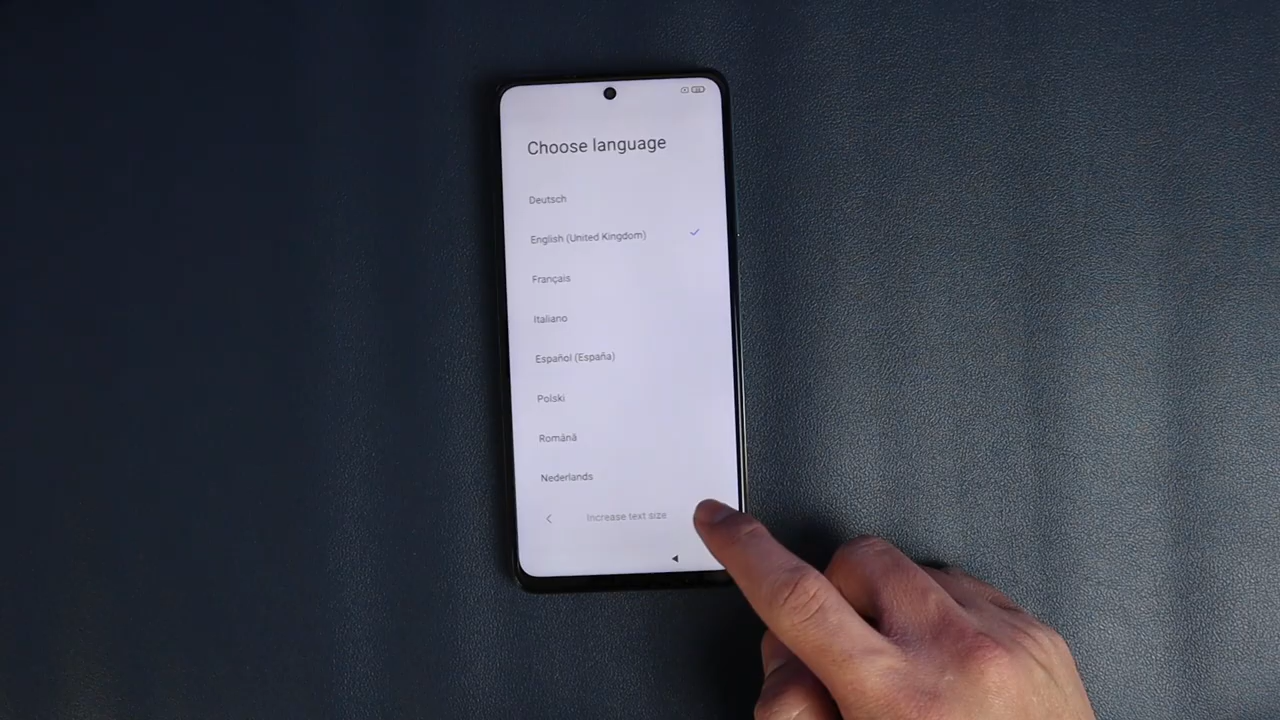 Choose language
Deutsch
English (United Kingdom)
Français
Italiano
Español (España)
Polski
Română
Nederlands
Increase text size